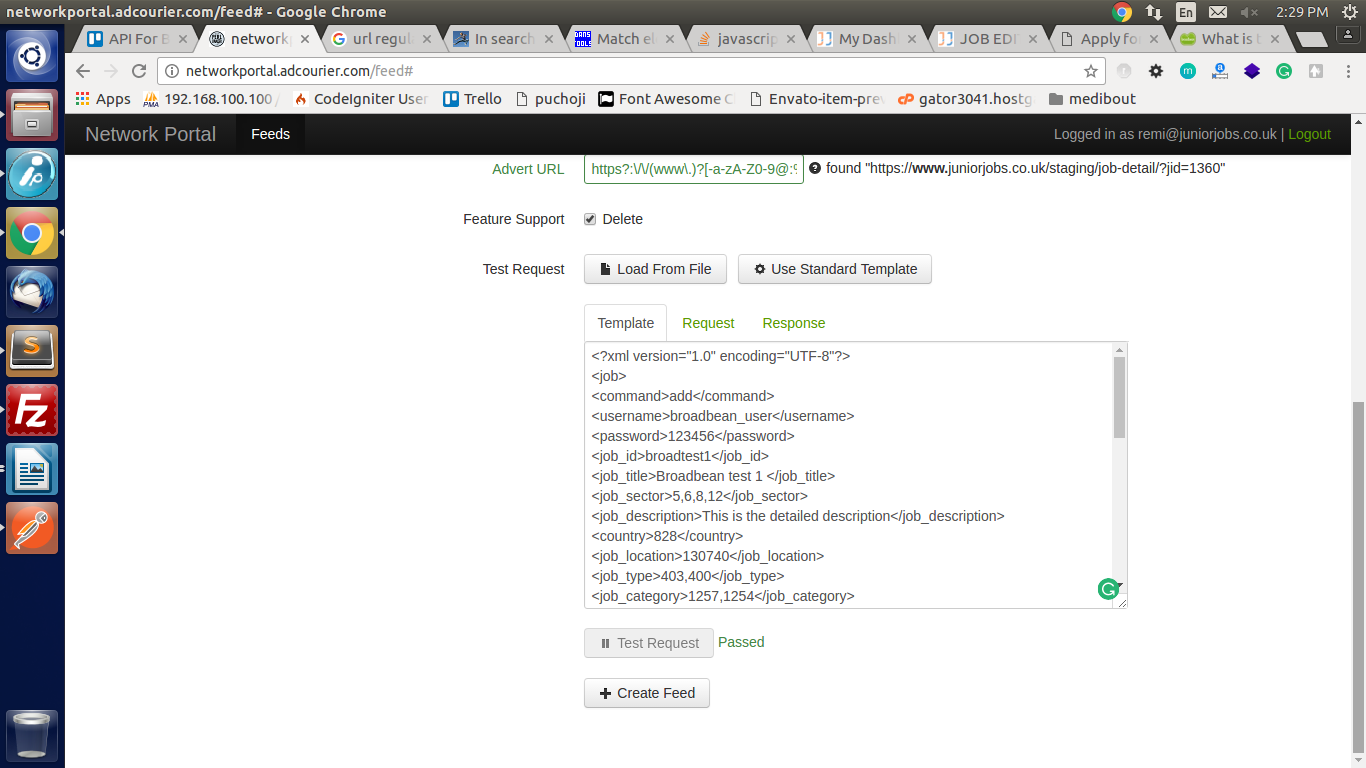 networkportal.adcourier.com/feed# - Google Chrome
En
2:29 PM
API For B
network
url regul
In search
Match el
javascrip
My Dash
JOB EDI
Apply fo
What is t
networkportal.adcourier.com/feed#
Apps
192.168.100.100 /
CodeIgniter User
Trello
puchoji
Font Awesome C
Envato-item-prev
gator3041.hostg
medibout
Network Portal
Feeds
Logged in as remi@juniorjobs.co.uk | Logout
Advert URL
https?:\/\/(www\.)?[-a-zA-Z0-9@:%
found "https://www.juniorjobs.co.uk/staging/job-detail/?jid=1360"
Feature Support
Delete
Test Request
Load From File
Use Standard Template
Template
Request
Response
<?xml version="1.0" encoding="UTF-8"?>
<job>
<command>add</command>
<username>broadbean_user</username>
<password>123456</password>
<job_id>broadtest1</job_id>
<job_title>Broadbean test 1 </job_title>
<job_sector>5,6,8,12</job_sector>
<job_description>This is the detailed description</job_description>
<country>828</country>
<job_location>130740</job_location>
<job_type>403,400</job_type>
<job_category>1257,1254</job_category>
Test Request
Passed
Create Feed